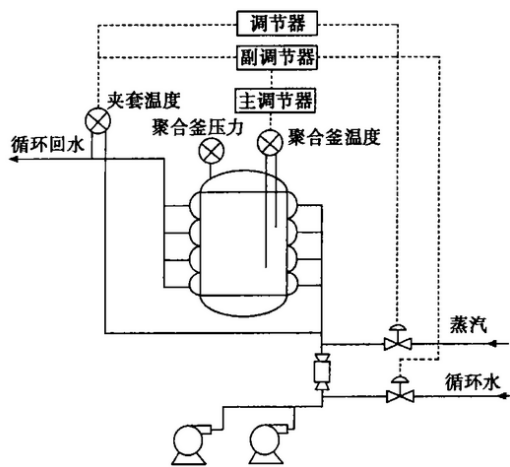 调节器
副调节器
主调节器
夹套温度
聚合釜压力
聚合釜温度
循环回水
蒸汽
循环水